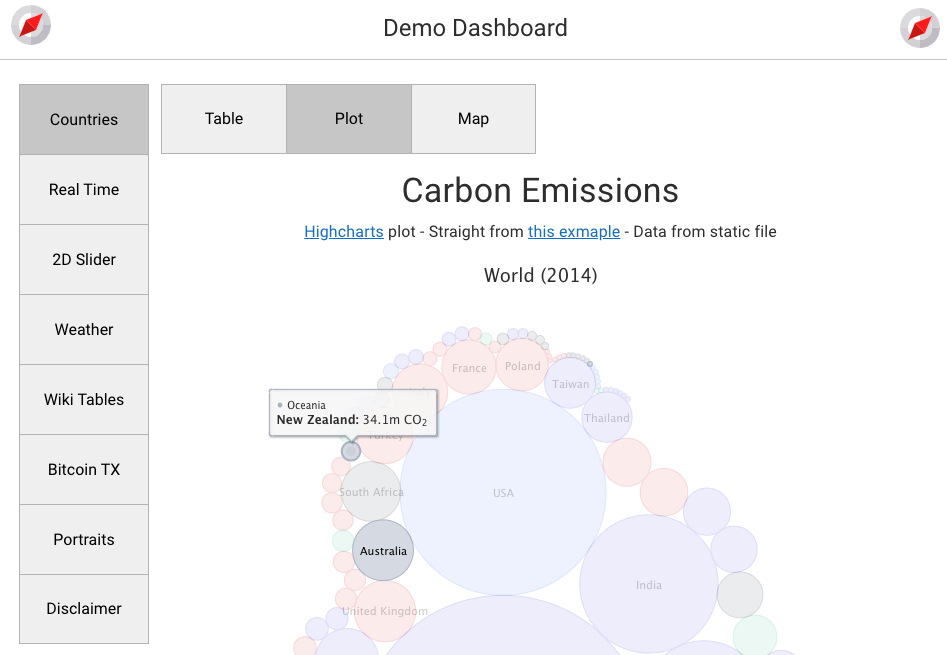 Demo Dashboard
Countries
Real Time
2D Slider
Weather
Wiki Tables
Bitcoin TX
Portraits
Disclaimer
Table
Plot
Map
Carbon Emissions
Highcharts plot - Straight from this exmaple - Data from static file
World (2014)
France
Poland
Taiwan
Thailand
Oceania
New Zealand: 34.1m CO₂
Turkey
South Africa
USA
Australia
India
United Kingdom